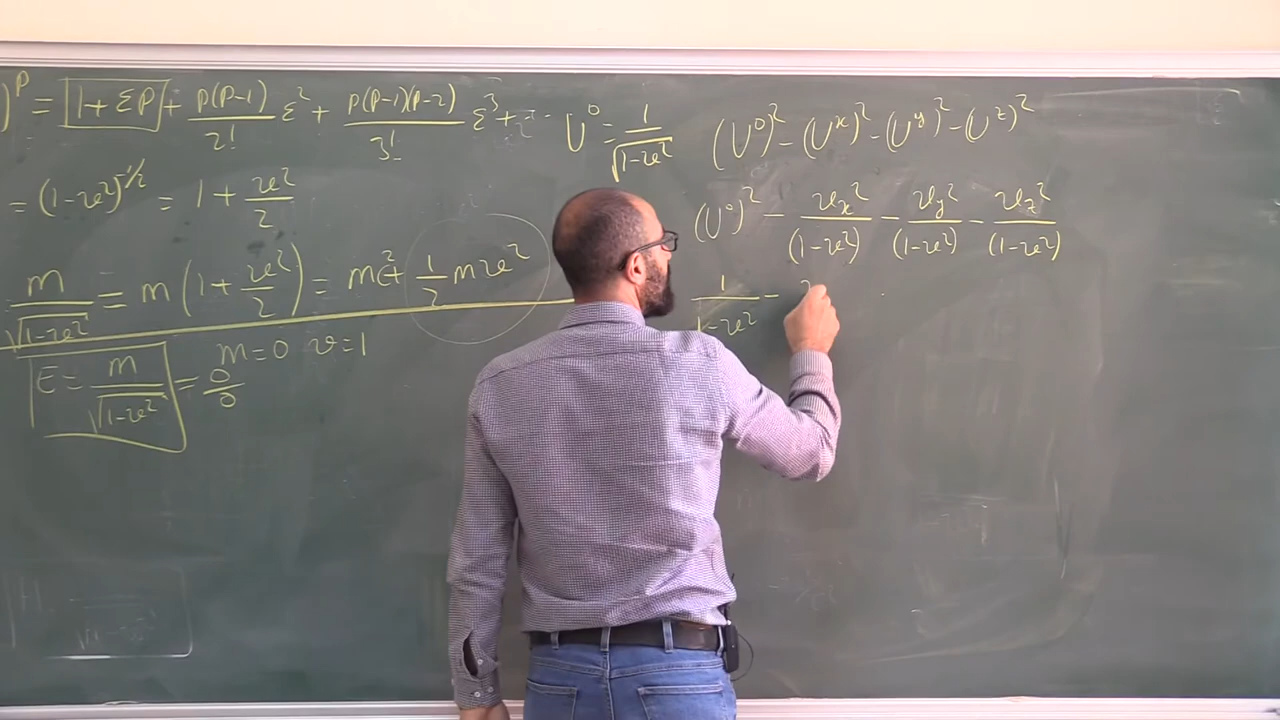 )^P = 1+εP + P(P-1)/2! ε² + P(P-1)(P-2)/3! ε³ + ...
= (1-v²)^(-1/2) = 1 + v²/2
m/√(1-v²) = m(1 + v²/2) = mc² + 1/2 mv²
m=0 v=1
E = m/√(1-v²) = 0/0
U⁰ = 1/√(1-v²)
(U⁰)² - (Uˣ)² - (Uʸ)² - (Uᶻ)²
(U⁰)² - vₓ²/(1-v²) - v_y²/(1-v²) - v_z²/(1-v²)
1/(1-v²) -